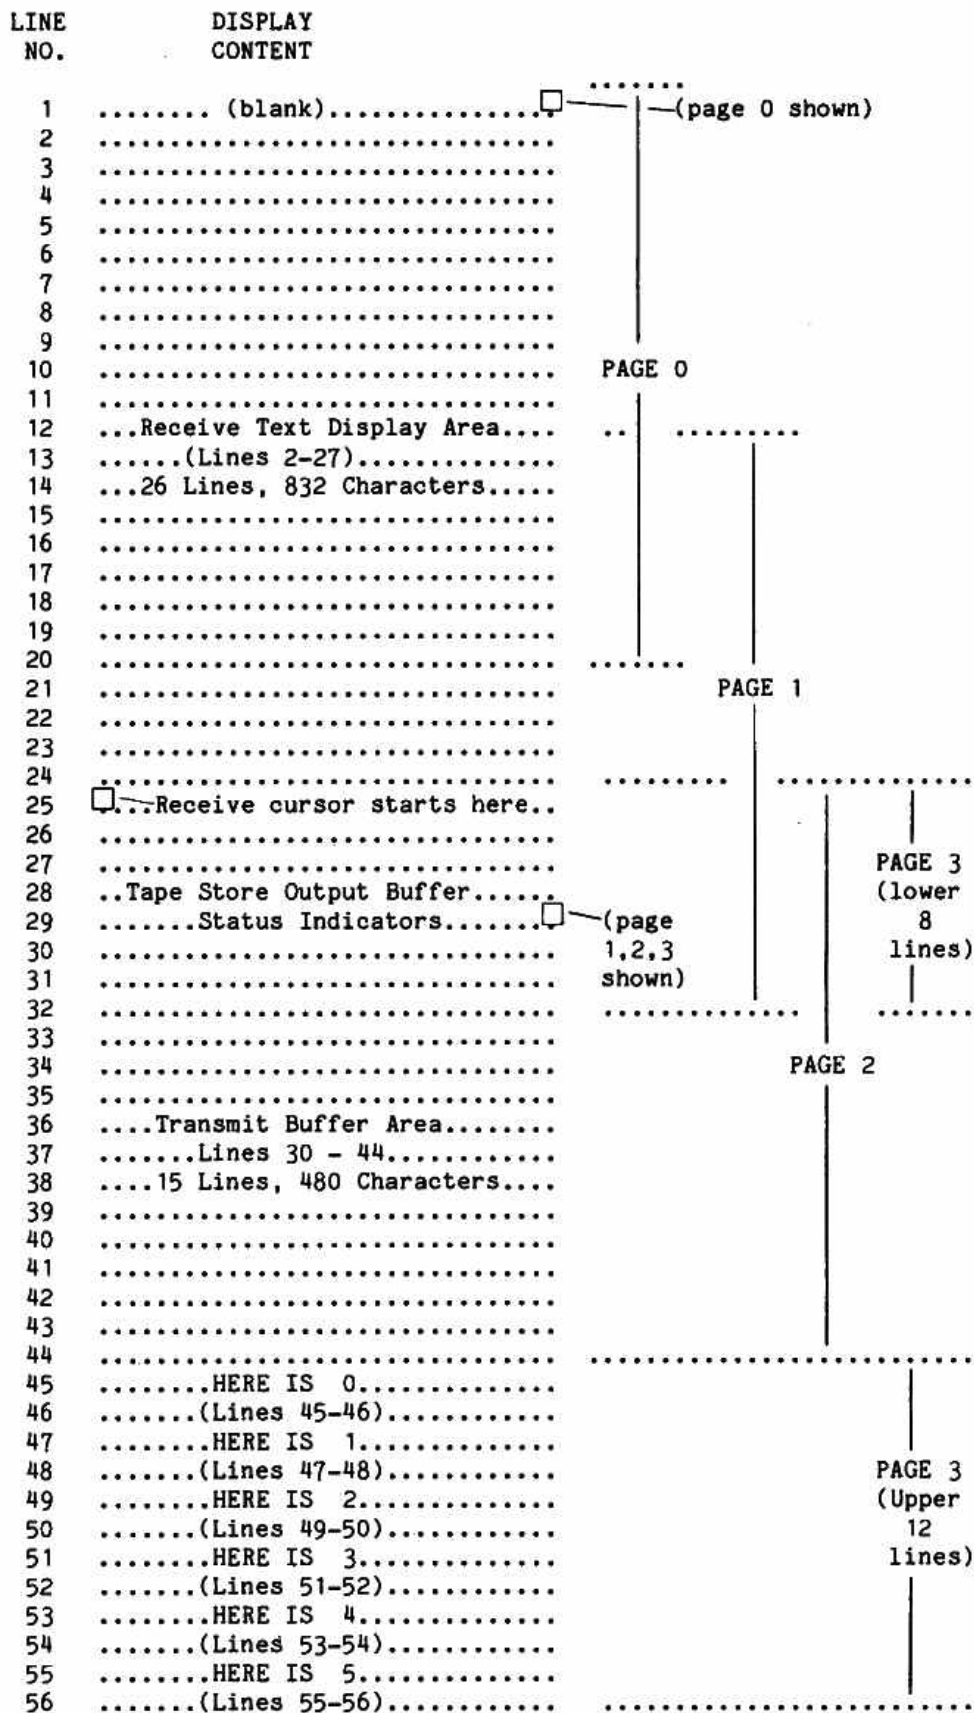 LINE DISPLAY
NO. CONTENT
.......
1 ........ (blank)................ (page 0 shown)
2 ................................
3 ................................
4 ................................
5 ................................
6 ................................
7 ................................
8 ................................
9 ................................
10 ................................ PAGE 0
11 ................................
12 ...Receive Text Display Area.... .. .........
13 ......(Lines 2-27)..............
14 ...26 Lines, 832 Characters.....
15 ................................
16 ................................
17 ................................
18 ................................
19 ................................
20 ................................ .......
21 ................................ PAGE 1
22 ................................
23 ................................
24 ................................ ......... ..............
25 ....Receive cursor starts here..
26 ................................
27 ................................ PAGE 3
28 ..Tape Store Output Buffer...... (lower
29 .......Status Indicators........ (page 8
30 ................................ 1,2,3 lines)
31 ................................ shown)
32 ................................ .............. .......
33 ................................
34 ................................ PAGE 2
35 ................................
36 ....Transmit Buffer Area........
37 .......Lines 30 - 44............
38 ....15 Lines, 480 Characters....
39 ................................
40 ................................
41 ................................
42 ................................
43 ................................
44 ................................ ...........................
45 ........HERE IS 0..............
46 .......(Lines 45-46)............
47 ........HERE IS 1..............
48 .......(Lines 47-48)............ PAGE 3
49 ........HERE IS 2.............. (Upper
50 .......(Lines 49-50)............ 12
51 ........HERE IS 3.............. lines)
52 .......(Lines 51-52)............
53 ........HERE IS 4..............
54 .......(Lines 53-54)............
55 ........HERE IS 5..............
56 .......(Lines 55-56)............ ..........................